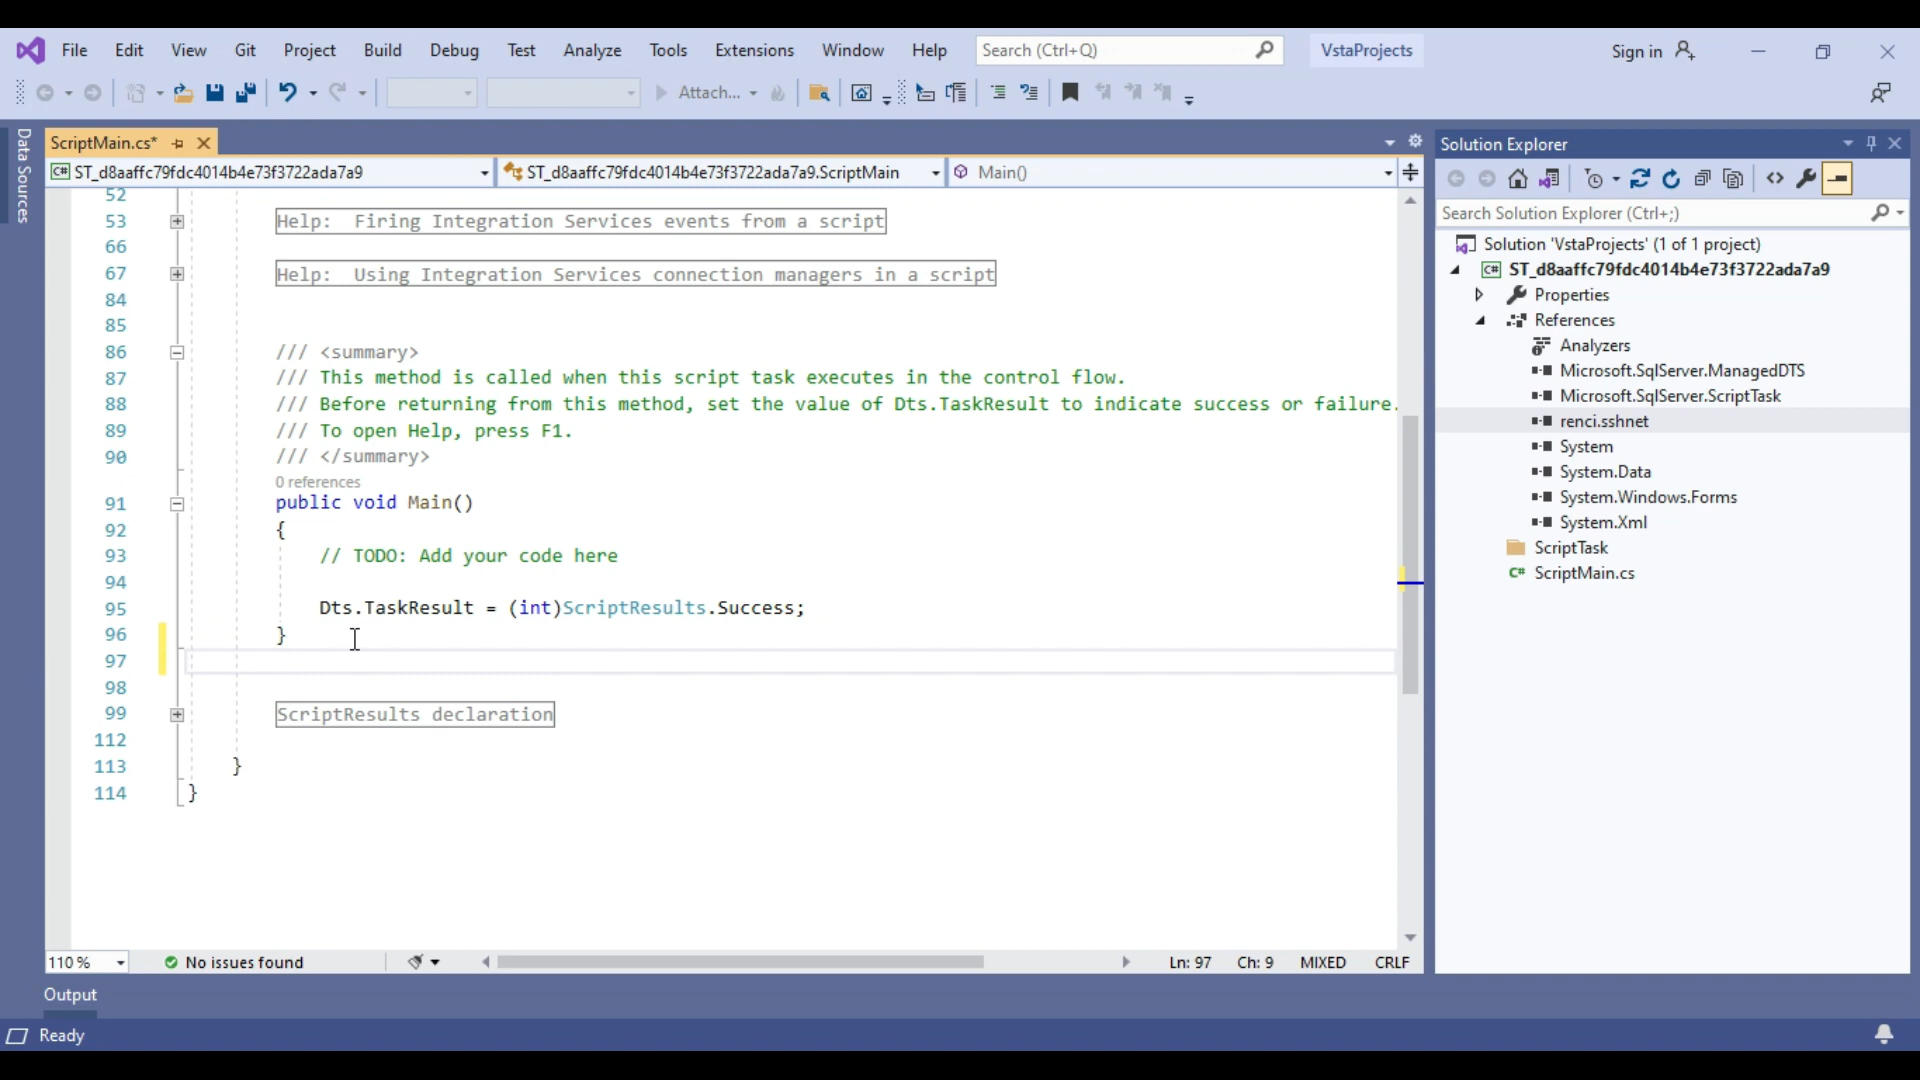 File Edit View Git Project Build Debug Test Analyze Tools Extensions Window Help Search (Ctrl+Q) VstaProjects Sign in
Attach...
Data Sources
ScriptMain.cs*
ST_d8aaffc79fdc4014b4e73f3722ada7a9 ST_d8aaffc79fdc4014b4e73f3722ada7a9.ScriptMain Main()
52
53 Help:  Firing Integration Services events from a script
66
67 Help:  Using Integration Services connection managers in a script
84
85
86 /// <summary>
87 /// This method is called when this script task executes in the control flow.
88 /// Before returning from this method, set the value of Dts.TaskResult to indicate success or failure.
89 /// To open Help, press F1.
90 /// </summary>
0 references
91 public void Main()
92 {
93 // TODO: Add your code here
94
95 Dts.TaskResult = (int)ScriptResults.Success;
96 }
97
98
99 ScriptResults declaration
112
113 }
114 }
110 % No issues found Ln: 97 Ch: 9 MIXED CRLF
Solution Explorer
Search Solution Explorer (Ctrl+;)
Solution 'VstaProjects' (1 of 1 project)
C# ST_d8aaffc79fdc4014b4e73f3722ada7a9
Properties
References
Analyzers
Microsoft.SqlServer.ManagedDTS
Microsoft.SqlServer.ScriptTask
renci.sshnet
System
System.Data
System.Windows.Forms
System.Xml
ScriptTask
C# ScriptMain.cs
Output
Ready